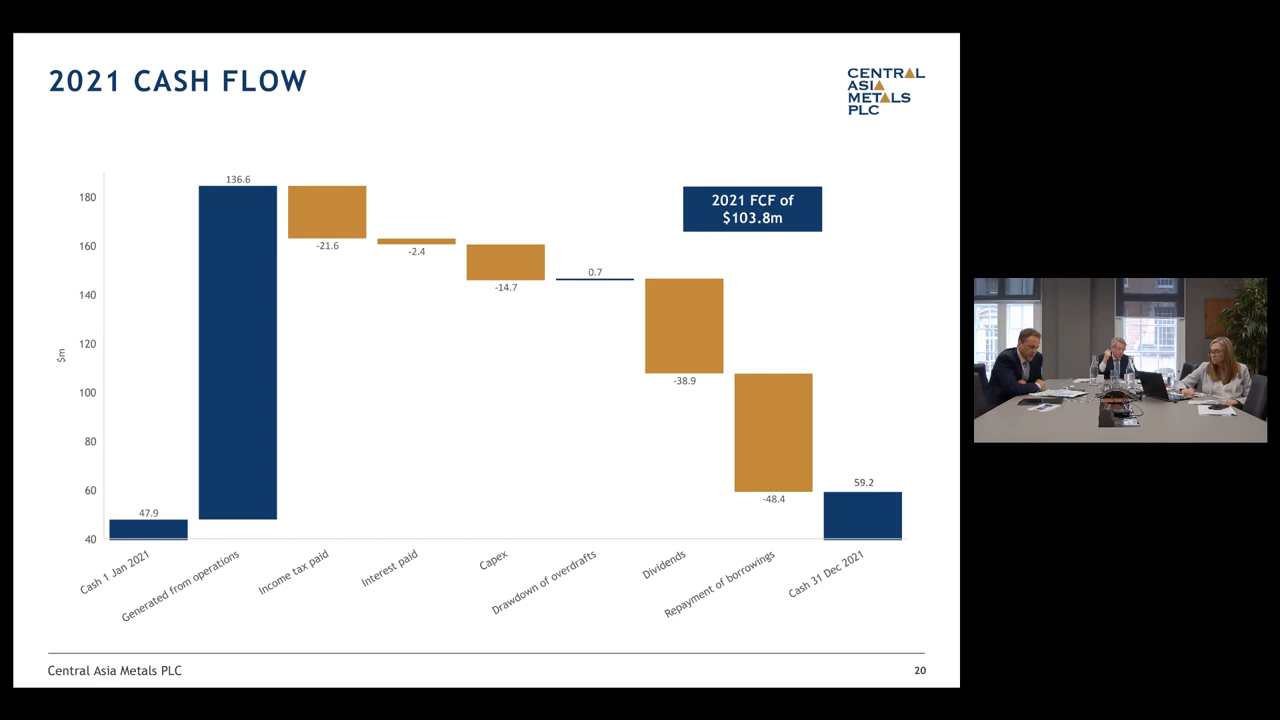 2021 CASH FLOW
CENTRAL
ASIA
METALS
PLC
2021 FCF of
$103.8m
$m
180
160
140
120
100
80
60
40
47.9
136.6
-21.6
-2.4
-14.7
0.7
-38.9
-48.4
59.2
Cash 1 Jan 2021
Generated from operations
Income tax paid
Interest paid
Capex
Drawdown of overdrafts
Dividends
Repayment of borrowings
Cash 31 Dec 2021
Central Asia Metals PLC
20